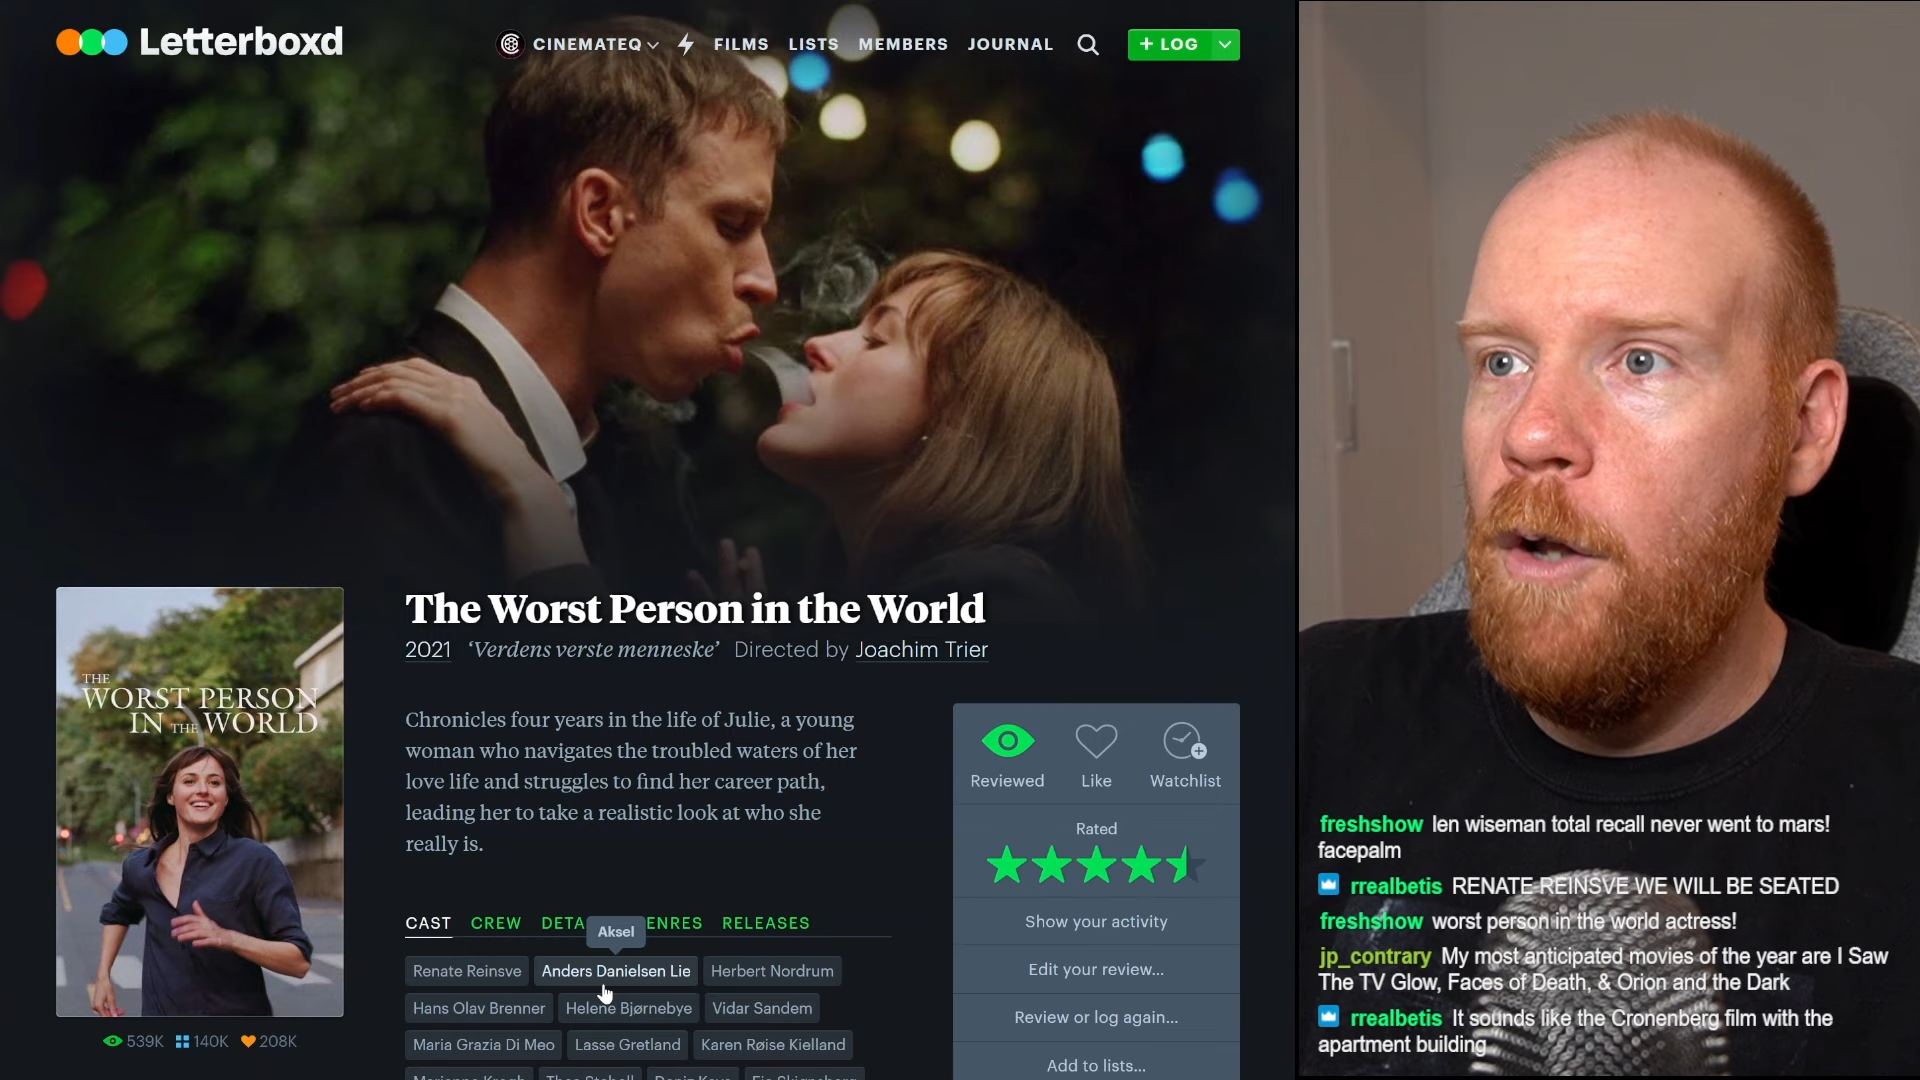 Letterboxd
CINEMATEQ FILMS LISTS MEMBERS JOURNAL + LOG
The Worst Person in the World
2021 ‘Verdens verste menneske’ Directed by Joachim Trier
THE
WORST PERSON
IN THE WORLD
Chronicles four years in the life of Julie, a young
woman who navigates the troubled waters of her
love life and struggles to find her career path,
leading her to take a realistic look at who she
really is.
Reviewed Like Watchlist
Rated
Show your activity
Edit your review...
Review or log again...
Add to lists...
CAST CREW RELEASES
Aksel
Renate Reinsve Anders Danielsen Lie Herbert Nordrum
Hans Olav Brenner Helene Bjørnebye Vidar Sandem
Maria Grazia Di Meo Lasse Gretland Karen Røise Kielland
539K 140K 208K
freshshow len wiseman total recall never went to mars!
facepalm
rrealbetis RENATE REINSVE WE WILL BE SEATED
freshshow worst person in the world actress!
jp_contrary My most anticipated movies of the year are I Saw
The TV Glow, Faces of Death, & Orion and the Dark
rrealbetis It sounds like the Cronenberg film with the
apartment building